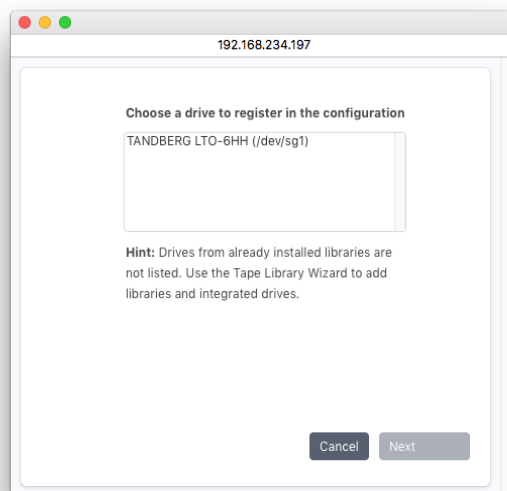 192.168.234.197
Choose a drive to register in the configuration
TANDBERG LTO-6HH (/dev/sg1)
Hint: Drives from already installed libraries are
not listed. Use the Tape Library Wizard to add
libraries and integrated drives.
Cancel Next